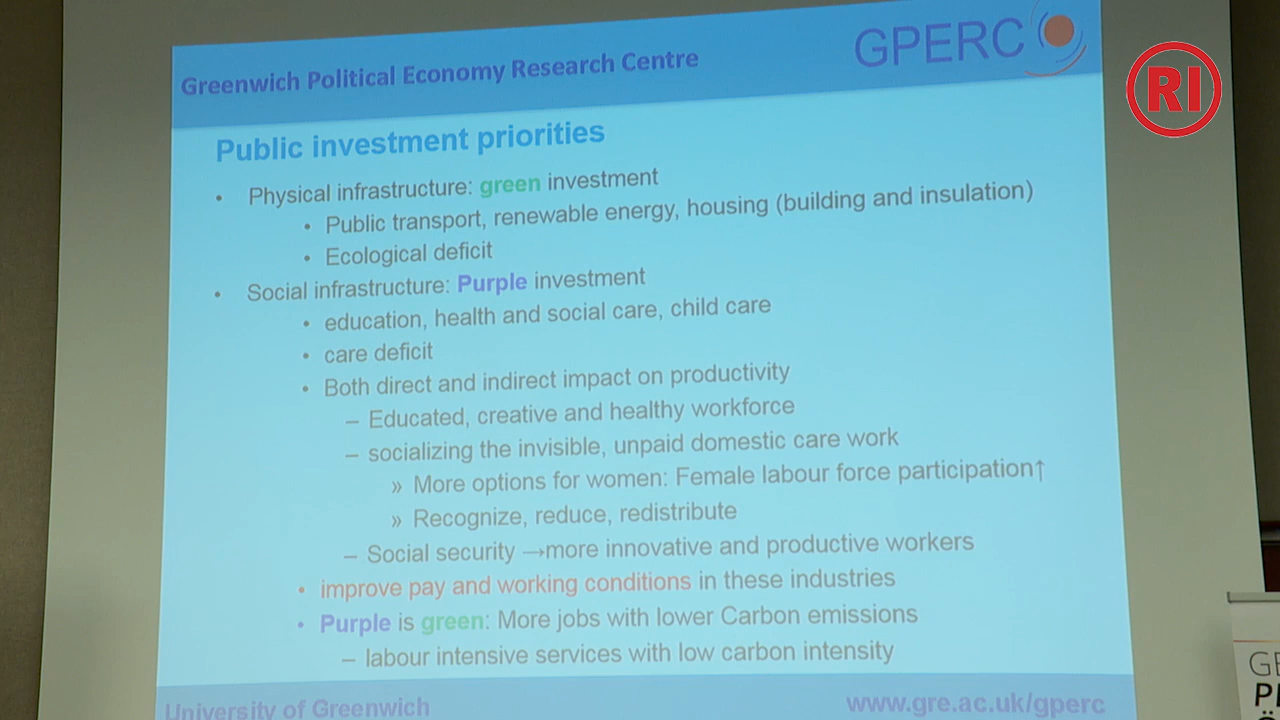 Greenwich Political Economy Research Centre
GPERC
RI
Public investment priorities
• Physical infrastructure: green investment
• Public transport, renewable energy, housing (building and insulation)
• Ecological deficit
• Social infrastructure: Purple investment
• education, health and social care, child care
• care deficit
• Both direct and indirect impact on productivity
– Educated, creative and healthy workforce
– socializing the invisible, unpaid domestic care work
» More options for women: Female labour force participation↑
» Recognize, reduce, redistribute
– Social security →more innovative and productive workers
• improve pay and working conditions in these industries
• Purple is green: More jobs with lower Carbon emissions
– labour intensive services with low carbon intensity
University of Greenwich
www.gre.ac.uk/gperc